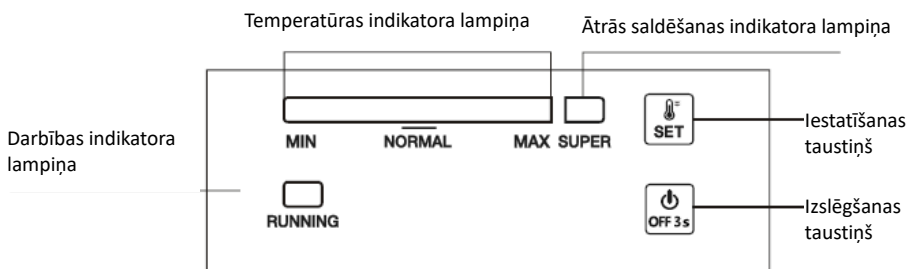 Temperatūras indikatora lampiņa
Ātrās saldēšanas indikatora lampiņa
MIN
NORMAL
MAX
SUPER
SET
Iestatīšanas
taustiņš
Darbības indikatora
lampiņa
RUNNING
OFF 3s
Izslēgšanas
taustiņš